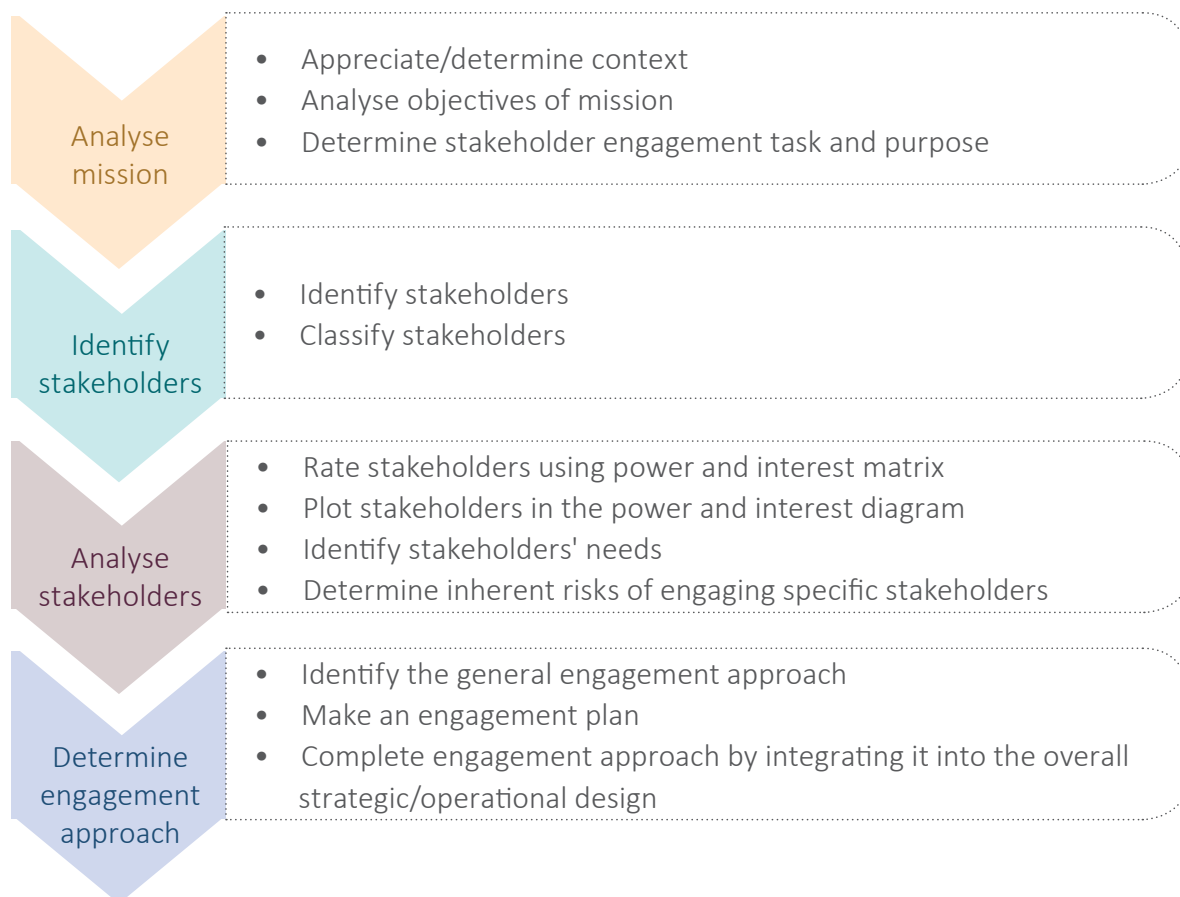 Analyse
mission
• Appreciate/determine context
• Analyse objectives of mission
• Determine stakeholder engagement task and purpose
Identify
stakeholders
• Identify stakeholders
• Classify stakeholders
Analyse
stakeholders
• Rate stakeholders using power and interest matrix
• Plot stakeholders in the power and interest diagram
• Identify stakeholders' needs
• Determine inherent risks of engaging specific stakeholders
Determine
engagement
approach
• Identify the general engagement approach
• Make an engagement plan
• Complete engagement approach by integrating it into the overall
strategic/operational design